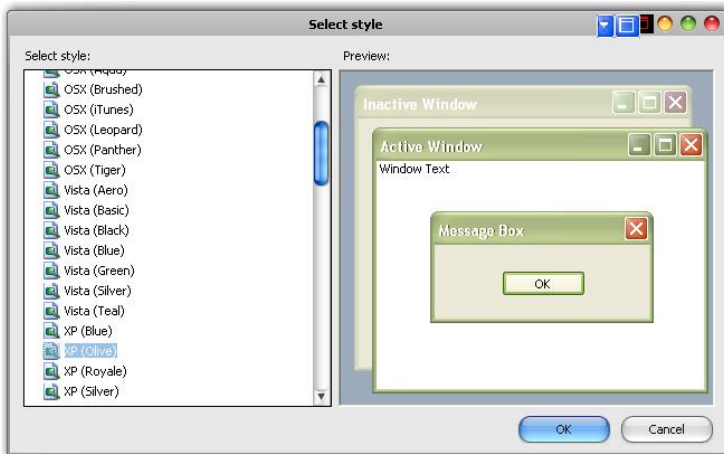 Select style
Select style:
OSX (Aqua)
OSX (Brushed)
OSX (iTunes)
OSX (Leopard)
OSX (Panther)
OSX (Tiger)
Vista (Aero)
Vista (Basic)
Vista (Black)
Vista (Blue)
Vista (Green)
Vista (Silver)
Vista (Teal)
XP (Blue)
XP (Olive)
XP (Royale)
XP (Silver)
Preview:
Inactive Window
Active Window
Window Text
Message Box
OK
OK
Cancel